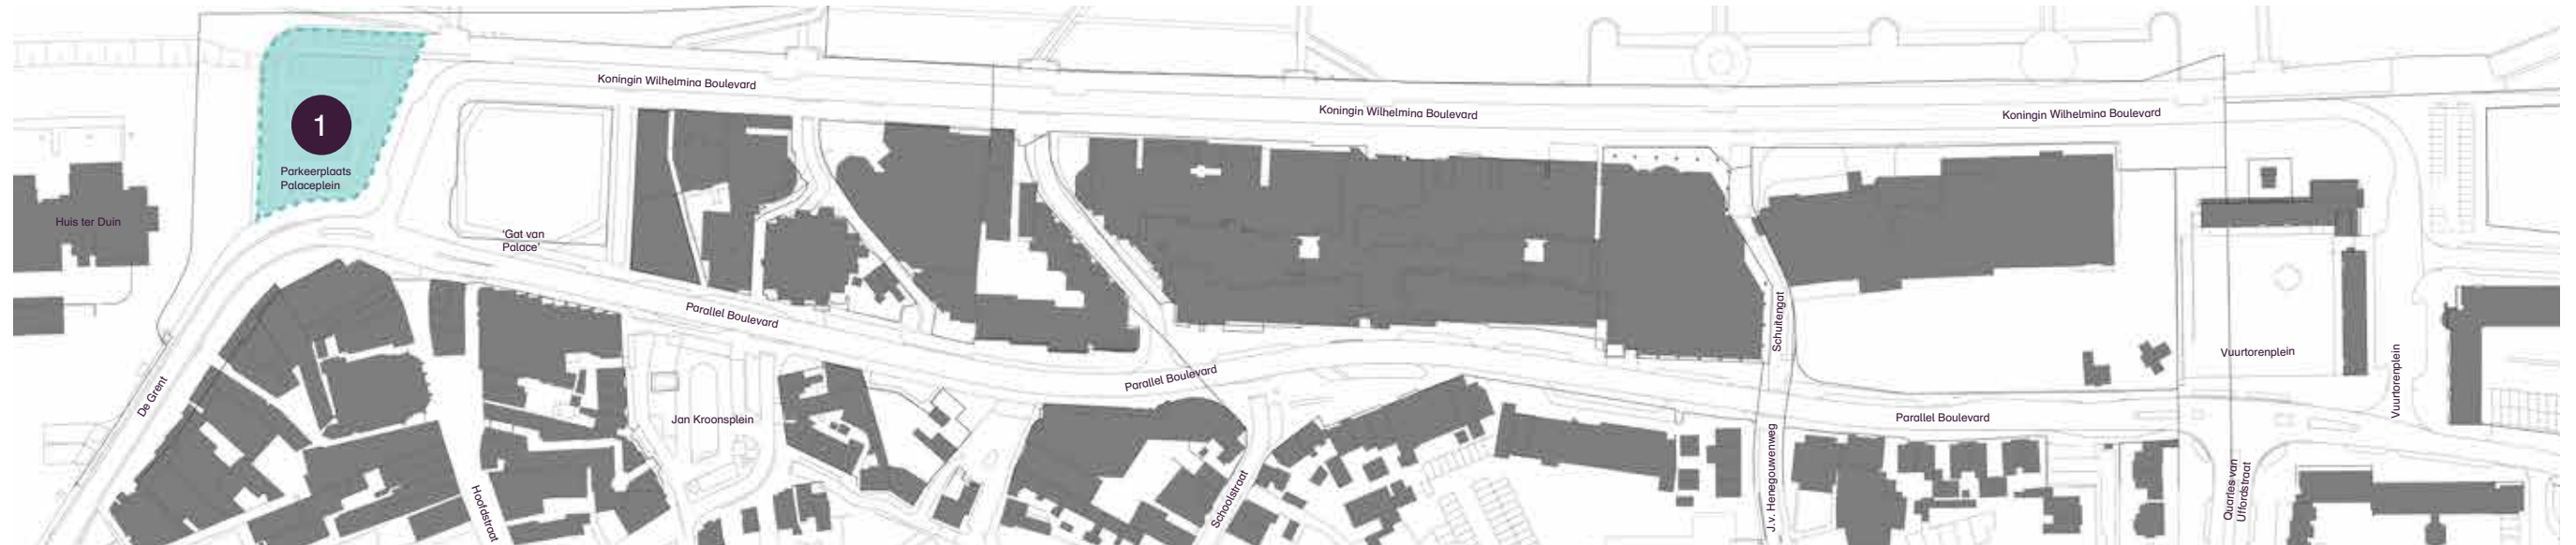 Koningin Wilhelmina Boulevard
Koningin Wilhelmina Boulevard
Koningin Wilhelmina Boulevard
1
Parkeerplaats
Palaceplein
Huis ter Duin
'Gat van
Palace'
Parallel Boulevard
Schuitengat
Vuurtorenplein
Vuurtorenplein
De Grent
Parallel Boulevard
Jan Kroonsplein
Parallel Boulevard
Hoofdstraat
Schoolstraat
J.v. Henegouwenweg
Quarles van
Uffordstraat